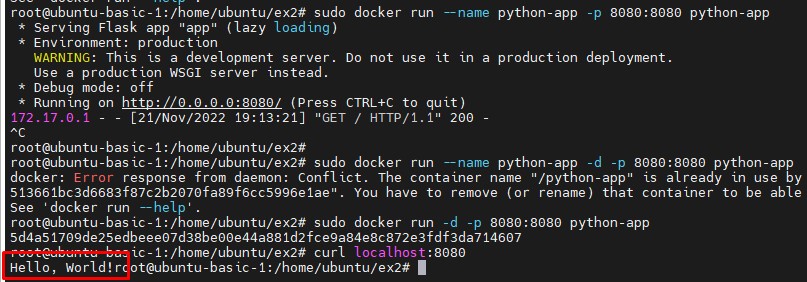 See 'docker run --help'.
root@ubuntu-basic-1:/home/ubuntu/ex2# sudo docker run --name python-app -p 8080:8080 python-app
 * Serving Flask app "app" (lazy loading)
 * Environment: production
   WARNING: This is a development server. Do not use it in a production deployment.
   Use a production WSGI server instead.
 * Debug mode: off
 * Running on http://0.0.0.0:8080/ (Press CTRL+C to quit)
172.17.0.1 - - [21/Nov/2022 19:13:21] "GET / HTTP/1.1" 200 -
^C
root@ubuntu-basic-1:/home/ubuntu/ex2#
root@ubuntu-basic-1:/home/ubuntu/ex2# sudo docker run --name python-app -d -p 8080:8080 python-app
docker: Error response from daemon: Conflict. The container name "/python-app" is already in use by
513661bc3d6683f87c2b2070fa89f6cc5996e1ae". You have to remove (or rename) that container to be able
See 'docker run --help'.
root@ubuntu-basic-1:/home/ubuntu/ex2# sudo docker run -d -p 8080:8080 python-app
5d4a51709de25edbeee07d38be00e44a881d2fce9a84e8c872e3fdf3da714607
root@ubuntu-basic-1:/home/ubuntu/ex2# curl localhost:8080
Hello, World!root@ubuntu-basic-1:/home/ubuntu/ex2#